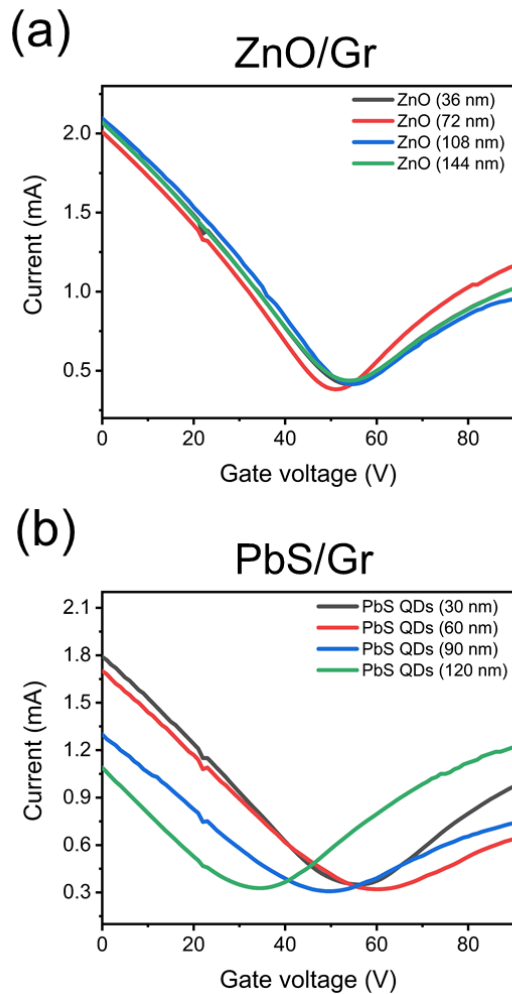 (a)
ZnO/Gr
ZnO (36 nm)
ZnO (72 nm)
ZnO (108 nm)
ZnO (144 nm)
2.0
1.5
1.0
0.5
Current (mA)
0 20 40 60 80
Gate voltage (V)
(b)
PbS/Gr
PbS QDs (30 nm)
PbS QDs (60 nm)
PbS QDs (90 nm)
PbS QDs (120 nm)
2.1
1.8
1.5
1.2
0.9
0.6
0.3
Current (mA)
0 20 40 60 80
Gate voltage (V)